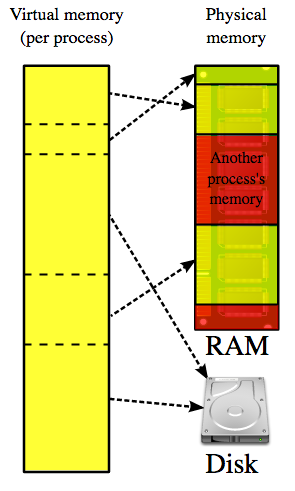 Virtual memory
(per process)
Physical
memory
Another
process's
memory
RAM
Disk